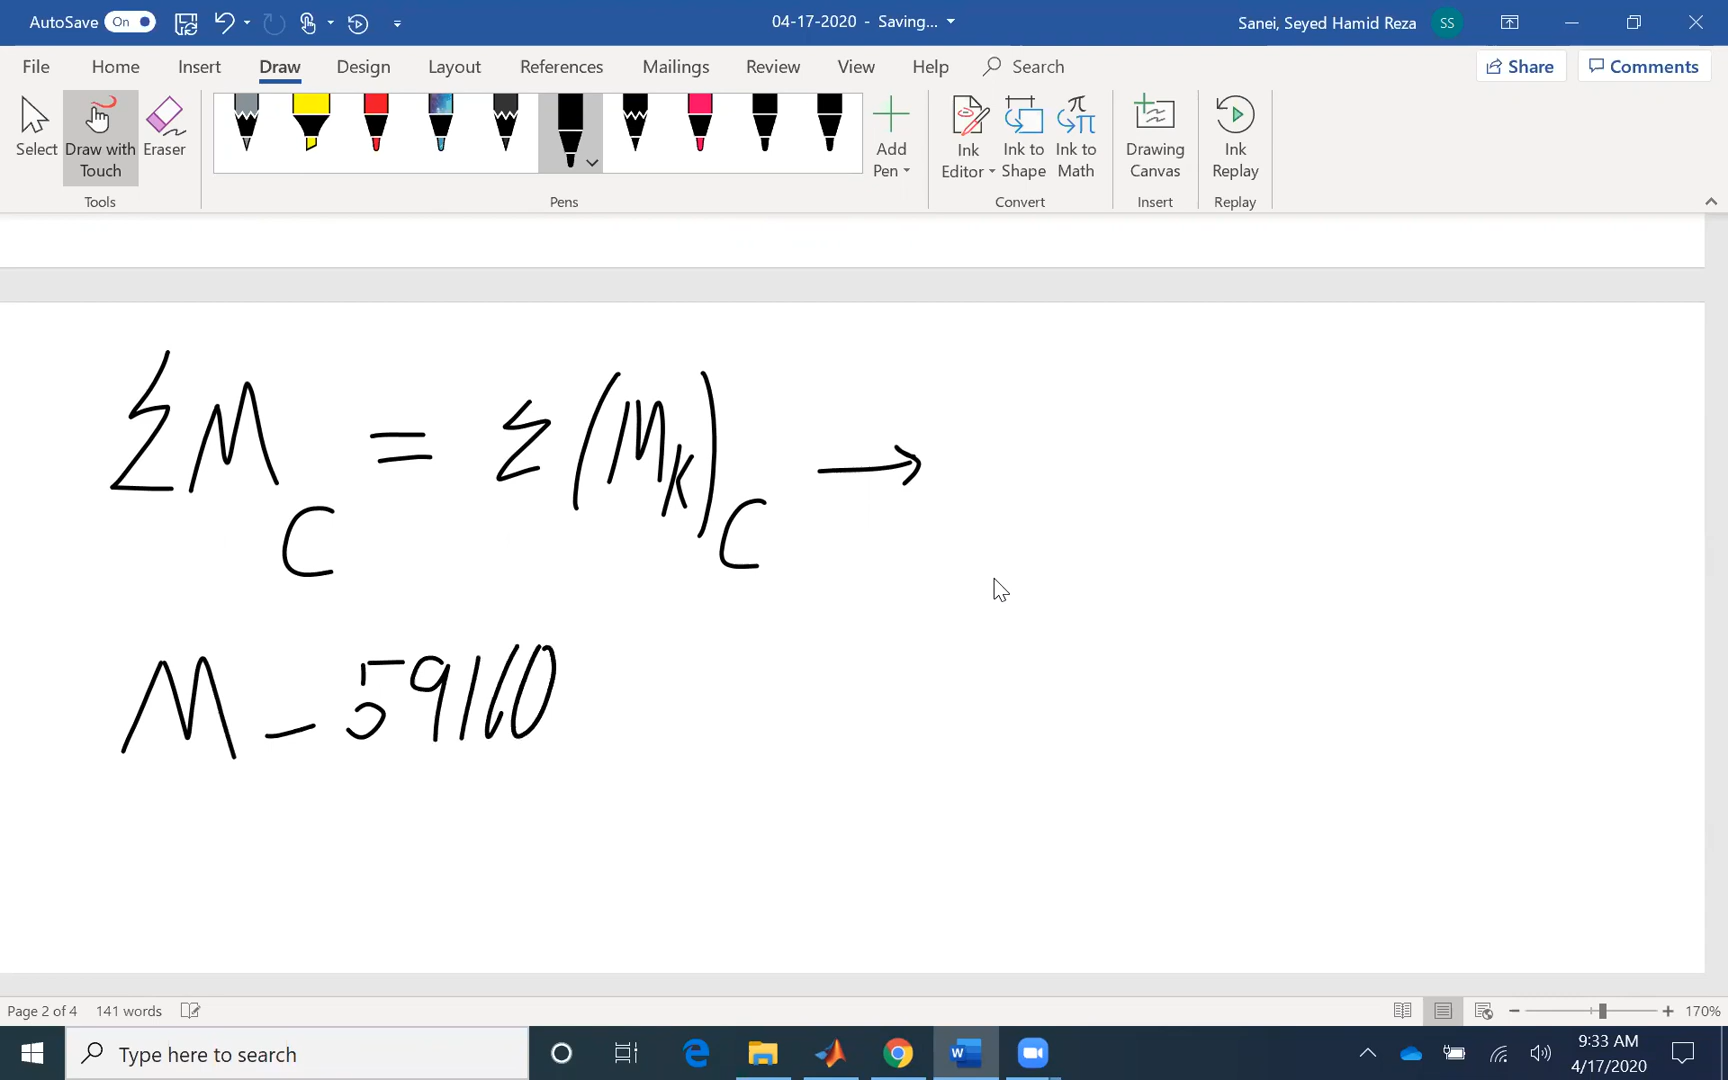 AutoSave On
04-17-2020 - Saving...
Sanei, Seyed Hamid Reza SS
File Home Insert Draw Design Layout References Mailings Review View Help Search Share Comments
Select Draw with Touch Eraser
Add Pen
Ink Editor
Ink to Shape
Ink to Math
Drawing Canvas
Ink Replay
Tools Pens Convert Insert Replay
ΣM_C = Σ(M_K)_C →
M - 59160
Page 2 of 4 141 words 170%
Type here to search
9:33 AM
4/17/2020